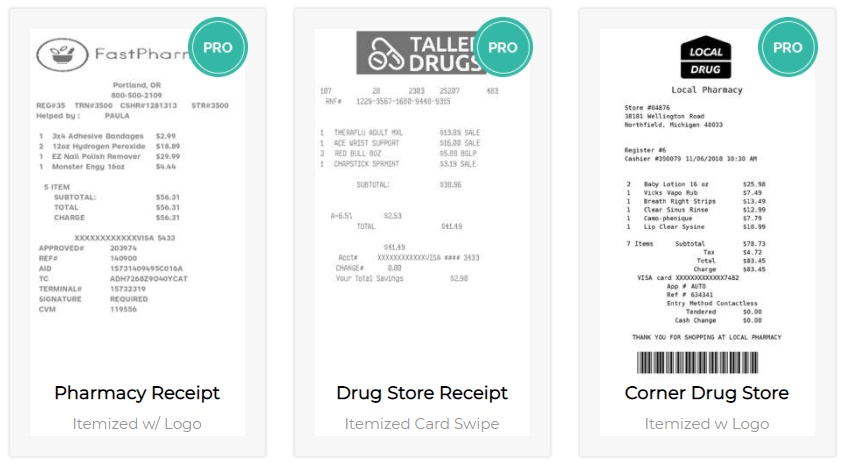 FastPharm
PRO
Portland, OR
800-500-2109
REG#35 TRN#3500 CSHR#1281313 STR#3500
Helped by : PAULA
1 3x4 Adhesive Bandages $2.99
2 12oz Hydrogen Peroxide $18.89
1 EZ Nail Polish Remover $29.99
1 Monster Engy 16oz $4.44
5 ITEM
SUBTOTAL: $56.31
TOTAL $56.31
CHARGE $56.31
XXXXXXXXXXXXVISA 5433
APPROVED# 203974
REF# 140900
AID 1573140949SC016A
TC ADH7268Z9O40YCAT
TERMINAL# 15732319
SIGNATURE REQUIRED
CVM 119556
Pharmacy Receipt
Itemized w/ Logo
TALLE
DRUGS
PRO
107 28 2303 25207 483
RNF# 1229-3567-1680-9440-9315
1 THERAFLU ADULT MXL $13.89 SALE
1 ACE WRIST SUPPORT $16.00 SALE
2 RED BULL 8OZ $5.88 BGLP
1 CHAPSTICK SPRMINT $3.19 SALE
SUBTOTAL: $38.96
A=6.5% $2.53
TOTAL $41.49
$41.49
Acct# XXXXXXXXXXXXVISA #### 3433
CHANGE# 0.00
Your Total Savings $2.98
Drug Store Receipt
Itemized Card Swipe
LOCAL
DRUG
PRO
Local Pharmacy
Store #04876
38181 Wellington Road
Northfield, Michigan 48033
Register #6
Cashier #390079 11/06/2018 10:30 AM
2 Baby Lotion 16 oz $25.98
1 Vicks Vapo Rub $7.49
1 Breath Right Strips $13.49
1 Clear Sinus Rinse $12.99
1 Camo-phenique $7.79
1 Lip Clear Sysine $10.99
7 Items Subtotal $78.73
Tax $4.72
Total $83.45
Charge $83.45
VISA card XXXXXXXXXXXX7482
App # AUTO
Ref # 634341
Entry Method Contactless
Tendered $0.00
Cash Change $0.00
THANK YOU FOR SHOPPING AT LOCAL PHARMACY
Corner Drug Store
Itemized w Logo